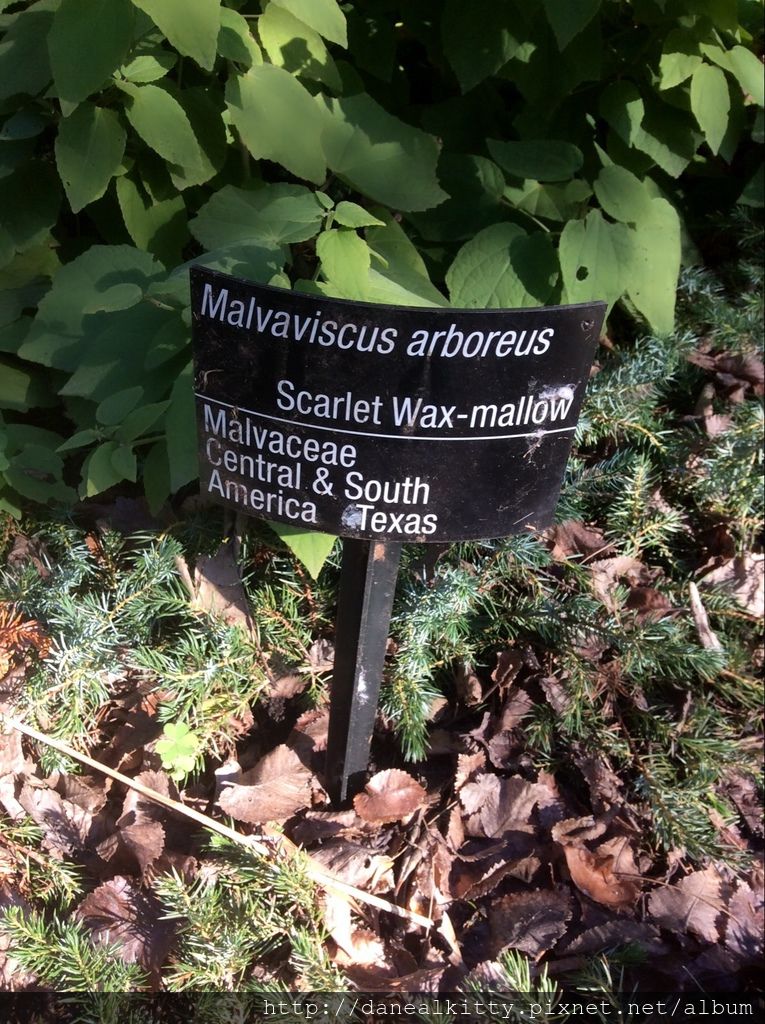 Malvaviscus arboreus
Scarlet Wax-mallow
Malvaceae
Central & South
America Texas
http://danealkitty.pixnet.net/album